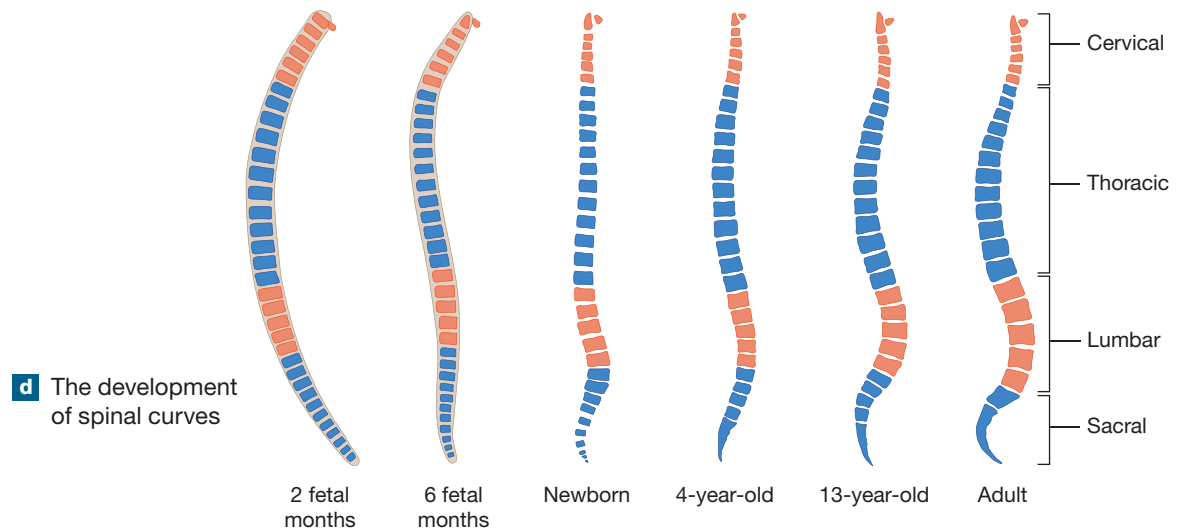 Cervical
Thoracic
Lumbar
Sacral
d The development
of spinal curves
2 fetal
months
6 fetal
months
Newborn
4-year-old
13-year-old
Adult